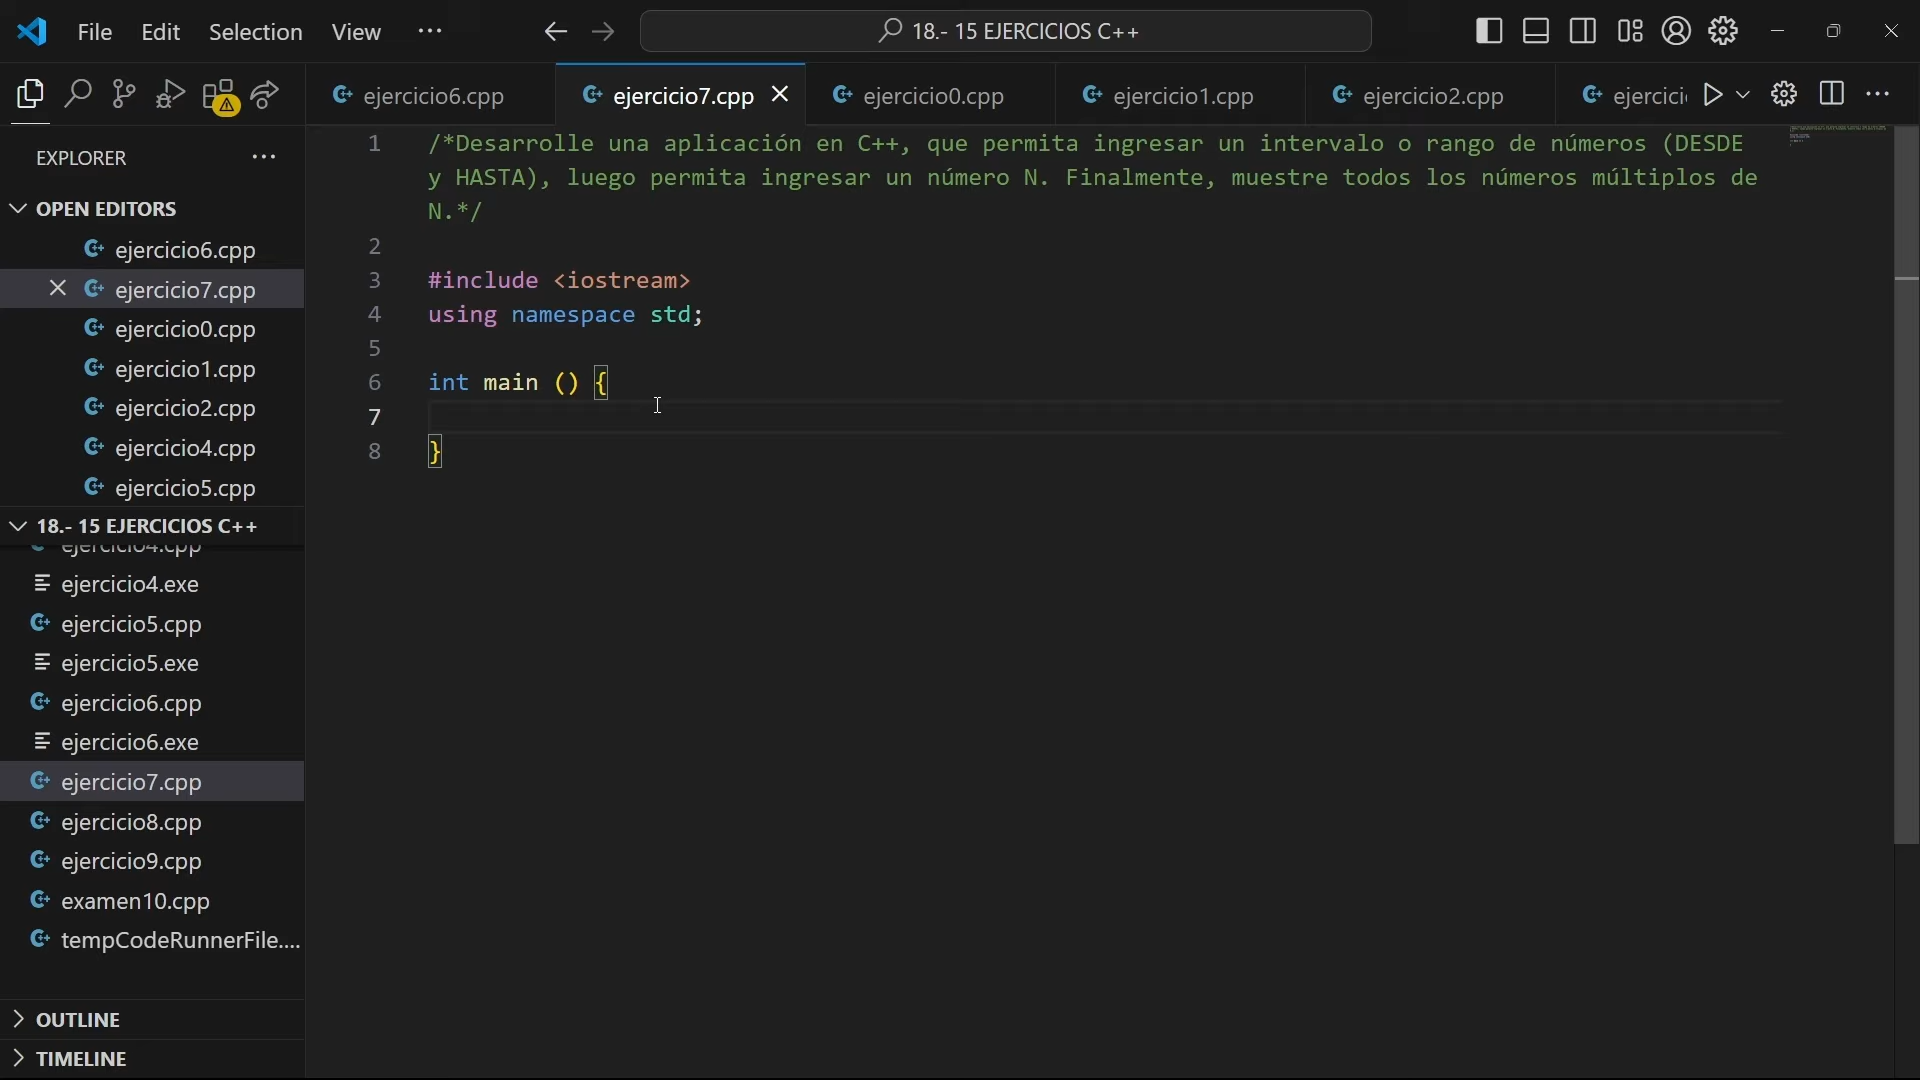 File Edit Selection View ··· 18.- 15 EJERCICIOS C++
ejercicio6.cpp ejercicio7.cpp ejercicio0.cpp ejercicio1.cpp ejercicio2.cpp ejercici
EXPLORER
OPEN EDITORS
ejercicio6.cpp
ejercicio7.cpp
ejercicio0.cpp
ejercicio1.cpp
ejercicio2.cpp
ejercicio4.cpp
ejercicio5.cpp
18.- 15 EJERCICIOS C++
ejercicio4.cpp
ejercicio4.exe
ejercicio5.cpp
ejercicio5.exe
ejercicio6.cpp
ejercicio6.exe
ejercicio7.cpp
ejercicio8.cpp
ejercicio9.cpp
examen10.cpp
tempCodeRunnerFile....
OUTLINE
TIMELINE
1 /*Desarrolle una aplicación en C++, que permita ingresar un intervalo o rango de números (DESDE
y HASTA), luego permita ingresar un número N. Finalmente, muestre todos los números múltiplos de
N.*/
2
3 #include <iostream>
4 using namespace std;
5
6 int main () {
7
8 }